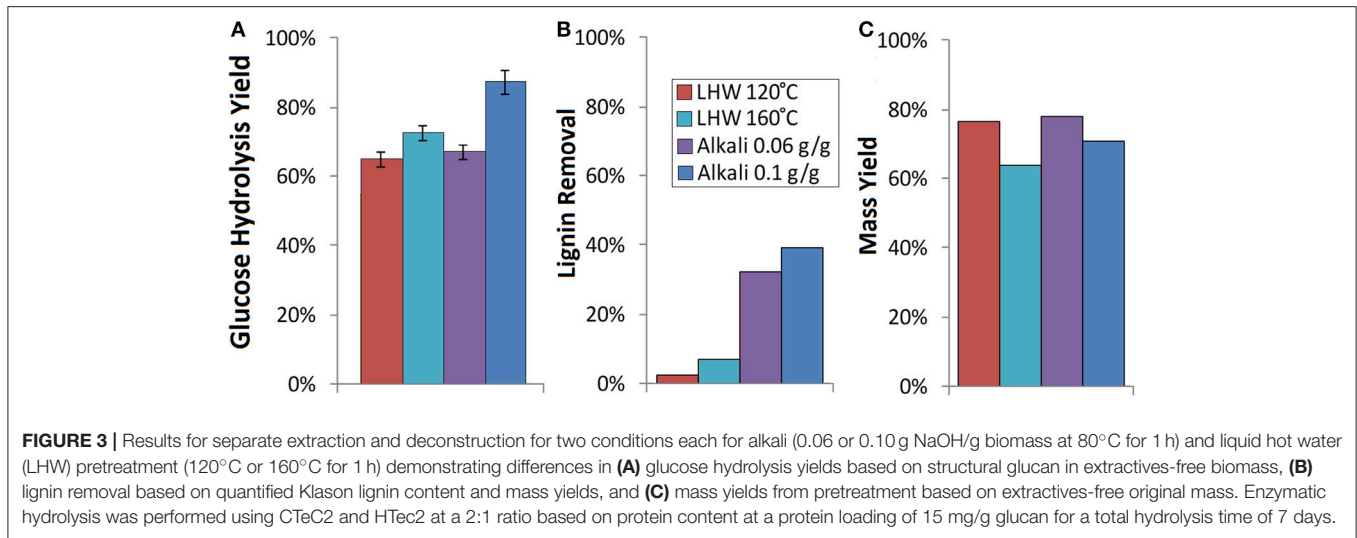 A
100%
80%
60%
40%
20%
0%
Glucose Hydrolysis Yield
B
100%
80%
60%
40%
20%
0%
Lignin Removal
LHW 120°C
LHW 160°C
Alkali 0.06 g/g
Alkali 0.1 g/g
C
100%
80%
60%
40%
20%
0%
Mass Yield
FIGURE 3 | Results for separate extraction and deconstruction for two conditions each for alkali (0.06 or 0.10 g NaOH/g biomass at 80°C for 1 h) and liquid hot water
(LHW) pretreatment (120°C or 160°C for 1 h) demonstrating differences in (A) glucose hydrolysis yields based on structural glucan in extractives-free biomass, (B)
lignin removal based on quantified Klason lignin content and mass yields, and (C) mass yields from pretreatment based on extractives-free original mass. Enzymatic
hydrolysis was performed using CTeC2 and HTec2 at a 2:1 ratio based on protein content at a protein loading of 15 mg/g glucan for a total hydrolysis time of 7 days.